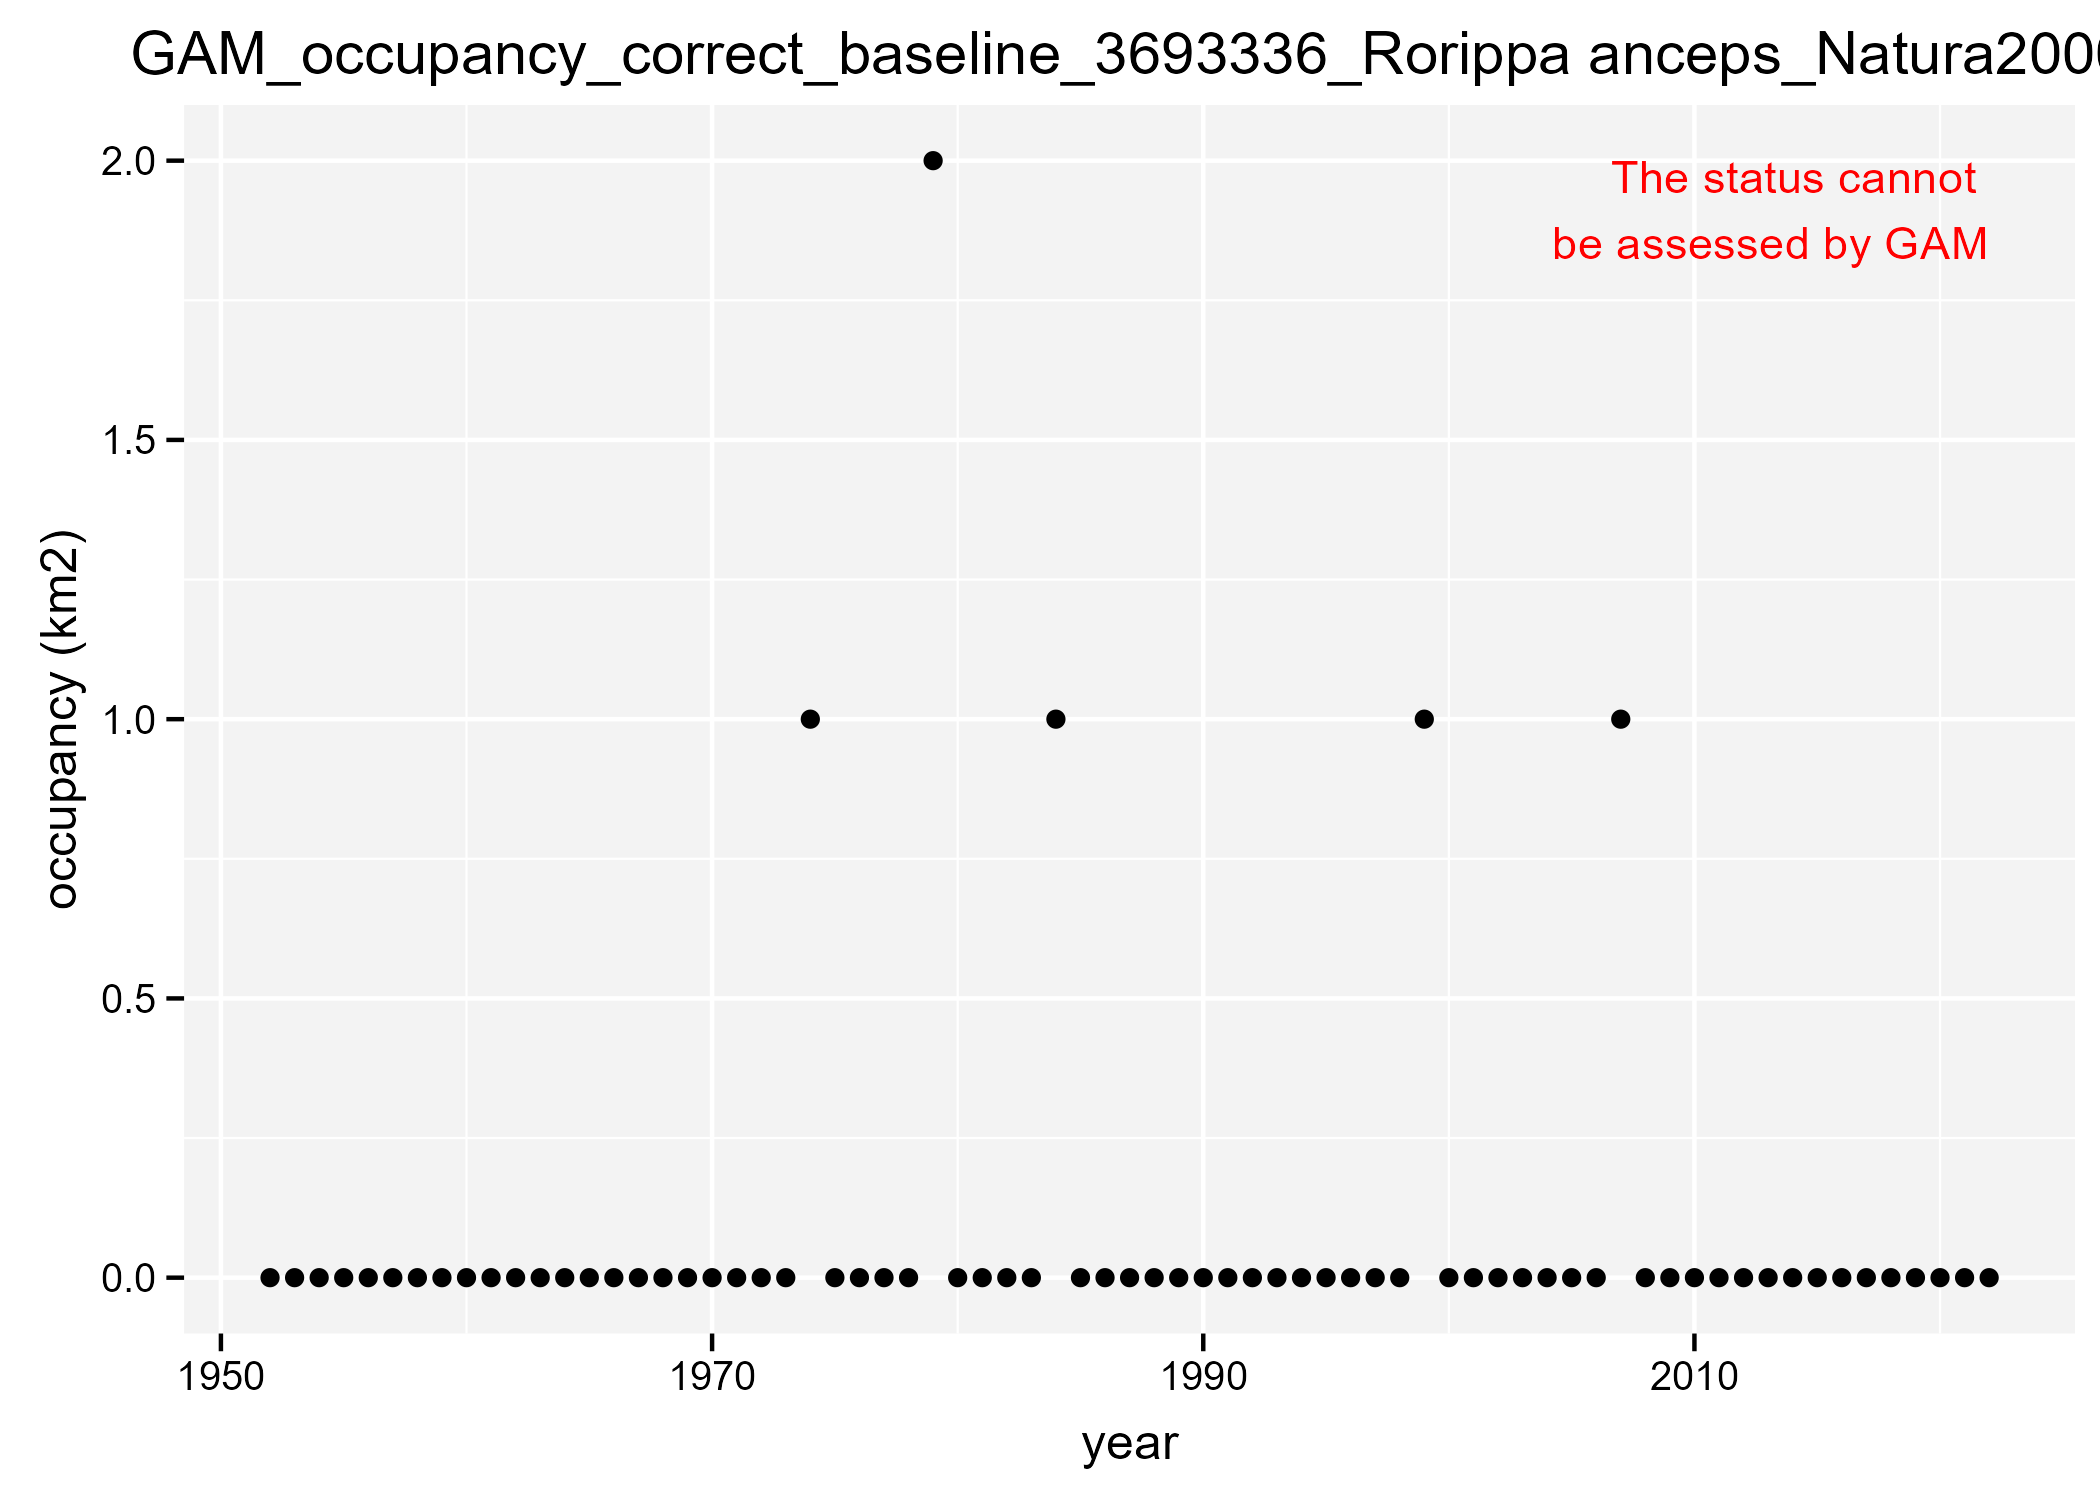 GAM_occupancy_correct_baseline_3693336_Rorippa anceps_Natura200
2.0
The status cannot
be assessed by GAM
1.5
occupancy (km2)
1.0
0.5
0.0
1950 1970 1990 2010
year